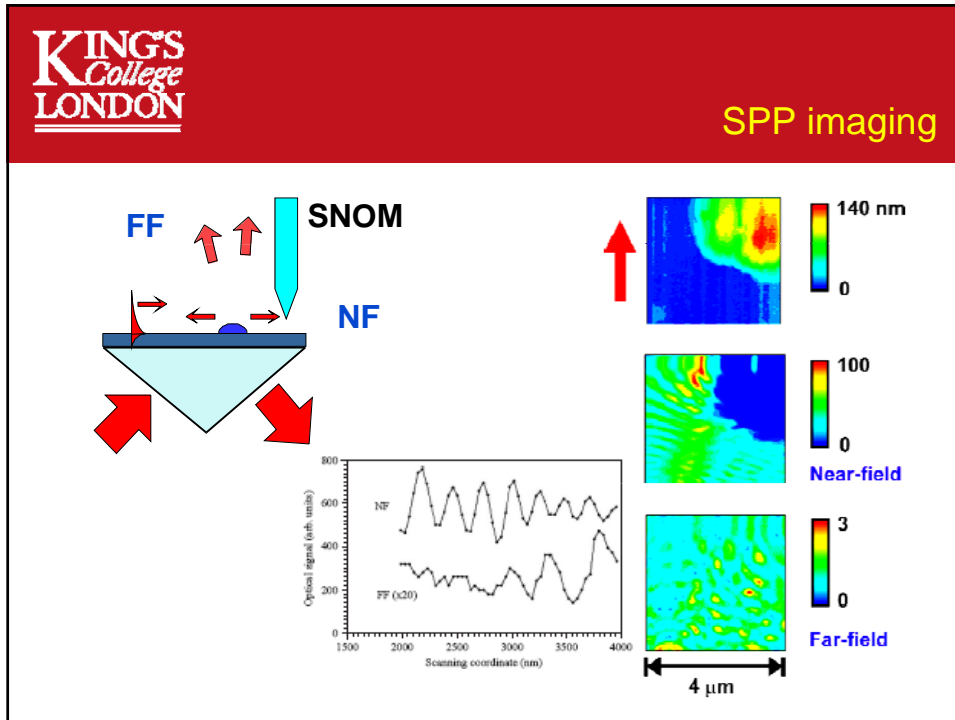 KING'S
College
LONDON
SPP imaging
FF
SNOM
NF
140 nm
0
100
0
Near-field
3
0
Far-field
4 μm
800
600
400
200
0
Optical signal (arb. units)
NF
FF (x20)
1500 2000 2500 3000 3500 4000
Scanning coordinate (nm)